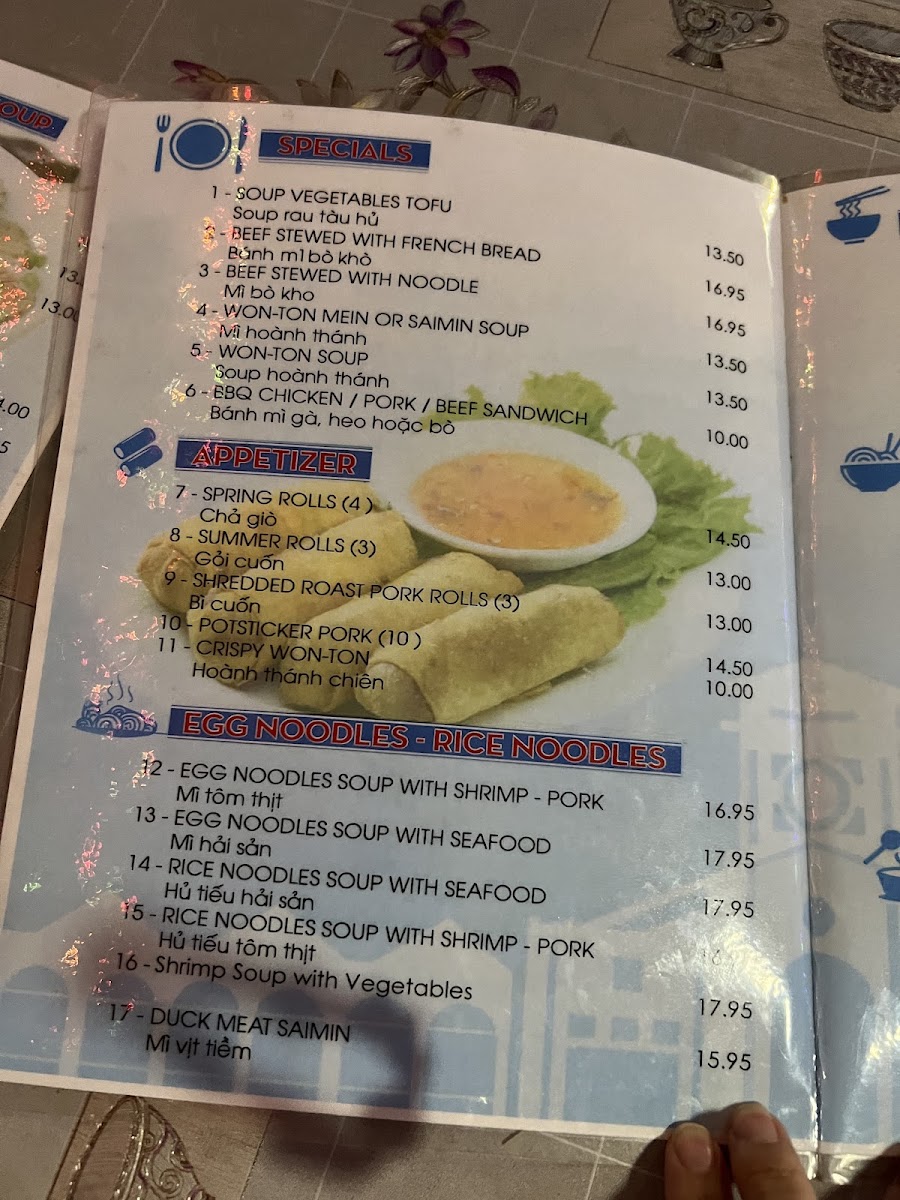 OUP
13.
13.00
4.00
5
SPECIALS
1 - SOUP VEGETABLES TOFU
Soup rau tàu hủ 13.50
2 - BEEF STEWED WITH FRENCH BREAD
Bánh mì bò khò 16.95
3 - BEEF STEWED WITH NOODLE
Mì bò kho 16.95
4 - WON-TON MEIN OR SAIMIN SOUP
Mì hoành thánh 13.50
5 - WON-TON SOUP
Soup hoành thánh 13.50
6 - BBQ CHICKEN / PORK / BEEF SANDWICH
Bánh mì gà, heo hoặc bò 10.00
APPETIZER
7 - SPRING ROLLS (4 )
Chả giò 14.50
8 - SUMMER ROLLS (3)
Gỏi cuốn 13.00
9 - SHREDDED ROAST PORK ROLLS (3)
Bì cuốn 13.00
10 - POTSTICKER PORK (10 ) 14.50
11 - CRISPY WON-TON 10.00
Hoành thánh chiên
EGG NOODLES - RICE NOODLES
12 - EGG NOODLES SOUP WITH SHRIMP - PORK
Mì tôm thịt 16.95
13 - EGG NOODLES SOUP WITH SEAFOOD
Mì hải sản 17.95
14 - RICE NOODLES SOUP WITH SEAFOOD
Hủ tiếu hải sản 17.95
15 - RICE NOODLES SOUP WITH SHRIMP - PORK
Hủ tiếu tôm thịt
16 - Shrimp Soup with Vegetables 17.95
17 - DUCK MEAT SAIMIN 15.95
Mì vịt tiềm